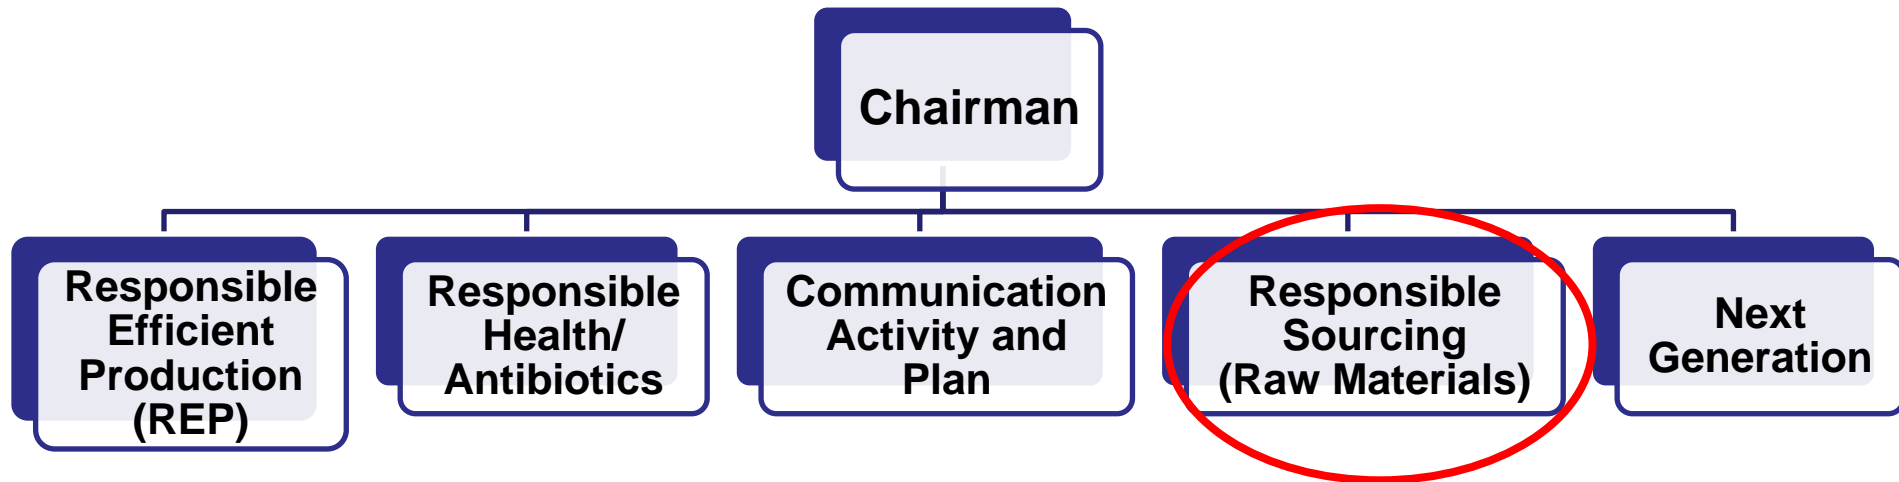 Chairman
Responsible
Efficient
Production
(REP)
Responsible
Health/
Antibiotics
Communication
Activity and
Plan
Responsible
Sourcing
(Raw Materials)
Next
Generation